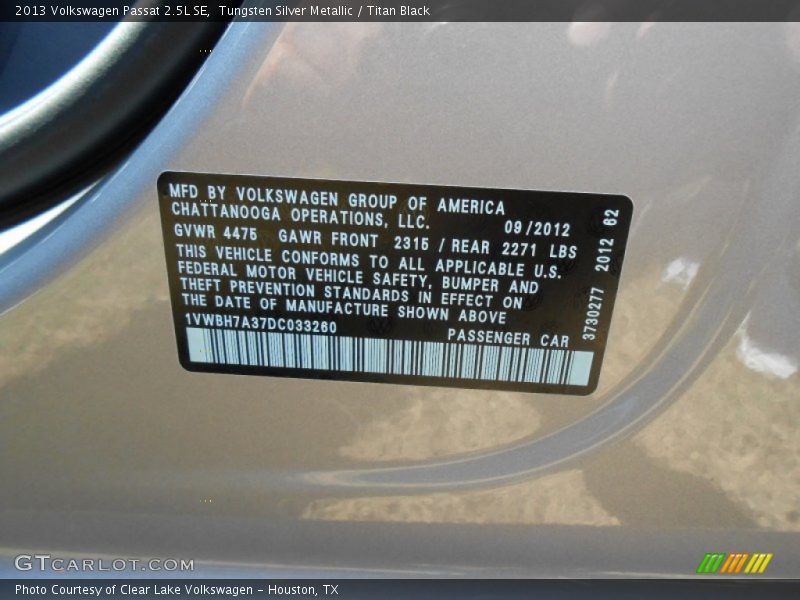 2013 Volkswagen Passat 2.5L SE,  Tungsten Silver Metallic / Titan Black
MFD BY VOLKSWAGEN GROUP OF AMERICA
CHATTANOOGA OPERATIONS, LLC.
09/2012
GVWR 4475 GAWR FRONT 2315 / REAR 2271 LBS
THIS VEHICLE CONFORMS TO ALL APPLICABLE U.S.
FEDERAL MOTOR VEHICLE SAFETY, BUMPER AND
THEFT PREVENTION STANDARDS IN EFFECT ON
THE DATE OF MANUFACTURE SHOWN ABOVE
1VWBH7A37DC033260
PASSENGER CAR
3730277 2012 62
GTCARLOT.COM
Photo Courtesy of Clear Lake Volkswagen - Houston, TX